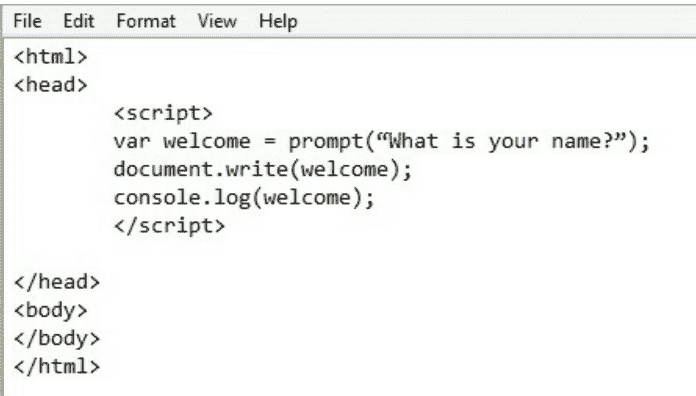 File Edit Format View Help
<html>
<head>
<script>
var welcome = prompt(“What is your name?”);
document.write(welcome);
console.log(welcome);
</script>
</head>
<body>
</body>
</html>